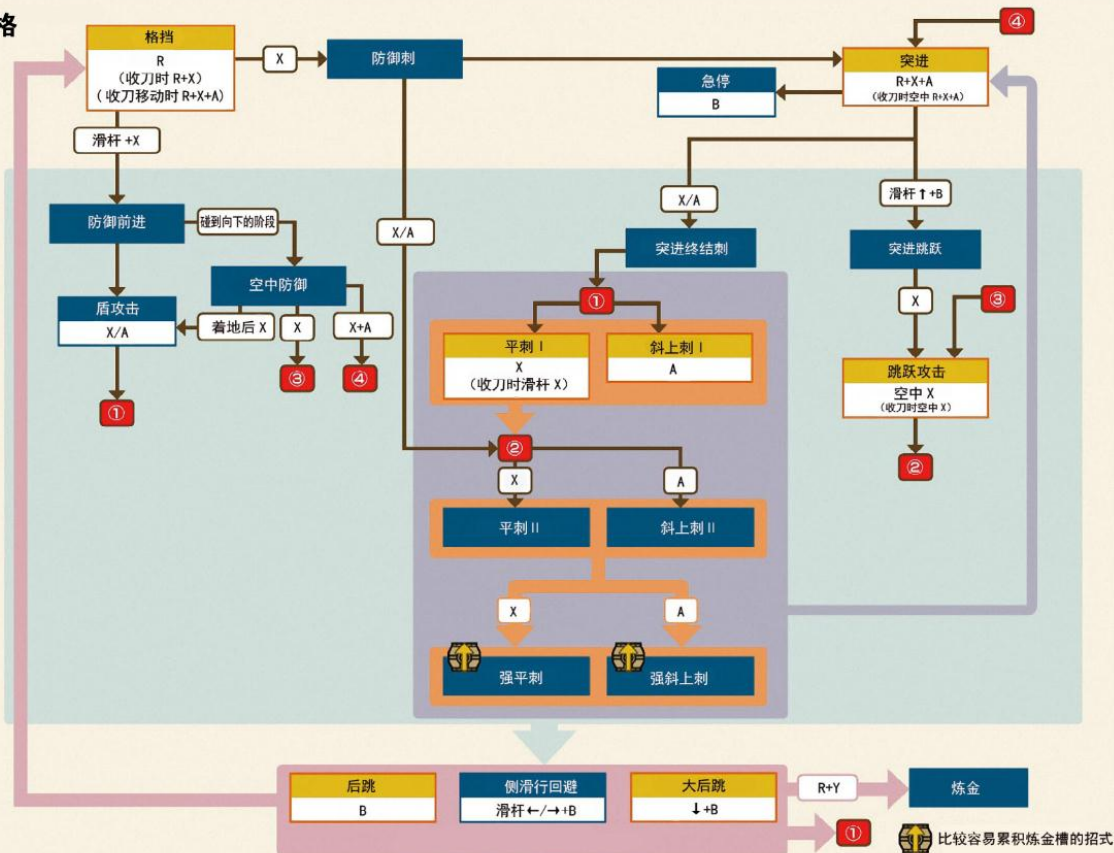 格
格挡
R
(收刀时 R+X)
(收刀移动时 R+X+A)
X
防御刺
④
突进
R+X+A
(收刀时空中 R+X+A)
急停
B
滑杆 +X
X/A
滑杆↑+B
防御前进
碰到向下的阶段
X/A
突进终结刺
突进跳跃
空中防御
盾攻击
X/A
着地后 X
X
X+A
①
X
③
③
④
①
平刺 I
X
(收刀时滑杆 X)
斜上刺 I
A
跳跃攻击
空中 X
(收刀时空中 X)
②
②
X
A
平刺 II
斜上刺 II
X
A
强平刺
强斜上刺
后跳
B
侧滑行回避
滑杆←/→+B
大后跳
↓+B
R+Y
炼金
①
比较容易累积炼金槽的招式